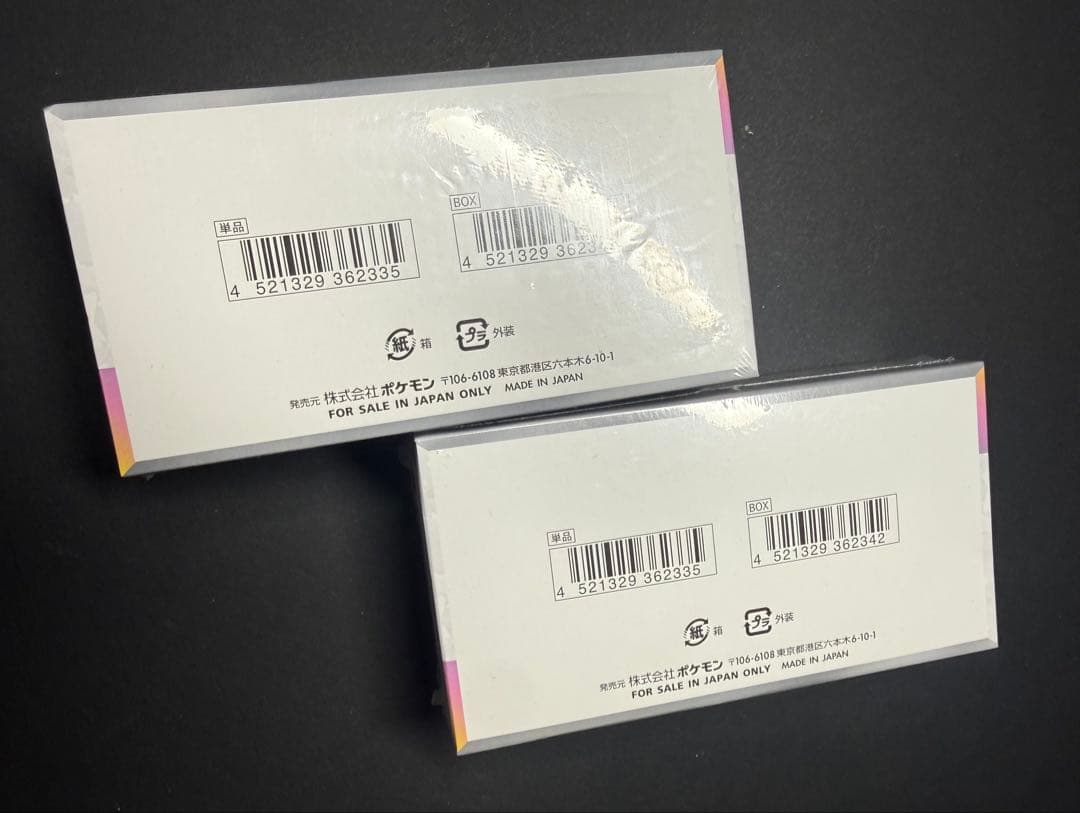 単品
BOX
4 521329 362335
4 521329 3623
紙 箱
プラ 外装
発売元 株式会社 ポケモン 〒106-6108 東京都港区六本木6-10-1
FOR SALE IN JAPAN ONLY MADE IN JAPAN
単品
BOX
4 521329 362335
4 521329 362342
紙 箱
プラ 外装
発売元 株式会社 ポケモン 〒106-6108 東京都港区六本木6-10-1
FOR SALE IN JAPAN ONLY MADE IN JAPAN